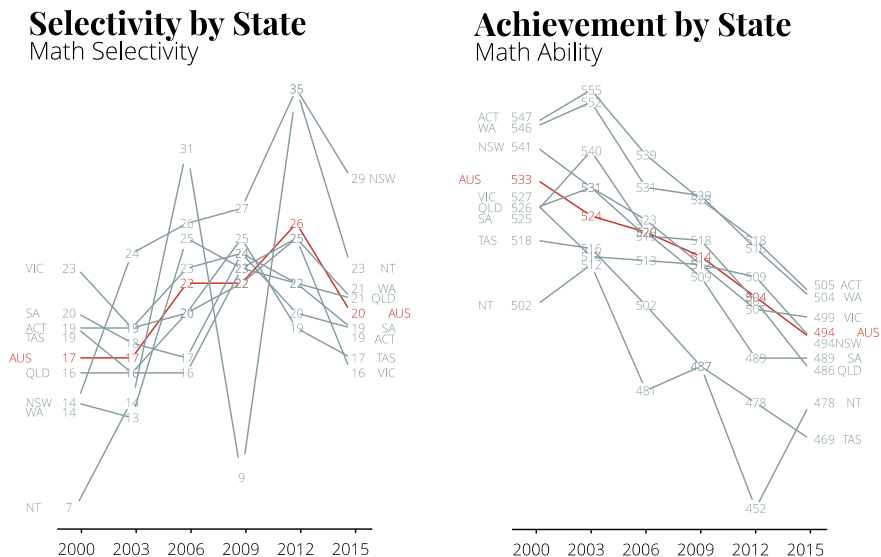 Selectivity by State
Math Selectivity
35
31
29 NSW
27
26
26
25
25
25
24
24
23
23
VIC 23
23 NT
22
22
22
21 WA
21 QLD
SA 20
20
20
20 AUS
ACT 19
19
19
19 SA
19 ACT
TAS 19
18
AUS 17
17
17
17 TAS
QLD 16
16
16
16 VIC
NSW 14
14
WA 14
13
9
NT 7
2000 2003 2006 2009 2012 2015
Achievement by State
Math Ability
555
552
ACT 547
WA 546
NSW 541
540
539
AUS 533
531
531
529
VIC 527
QLD 526
SA 525
524
TAS 518
518
518
516
520
514
513
512
509
509
504
NT 502
502
505 ACT
504 WA
499 VIC
494 AUS
494 NSW
489
489 SA
487
486 QLD
481
478
478 NT
469 TAS
452
2000 2003 2006 2009 2012 2015